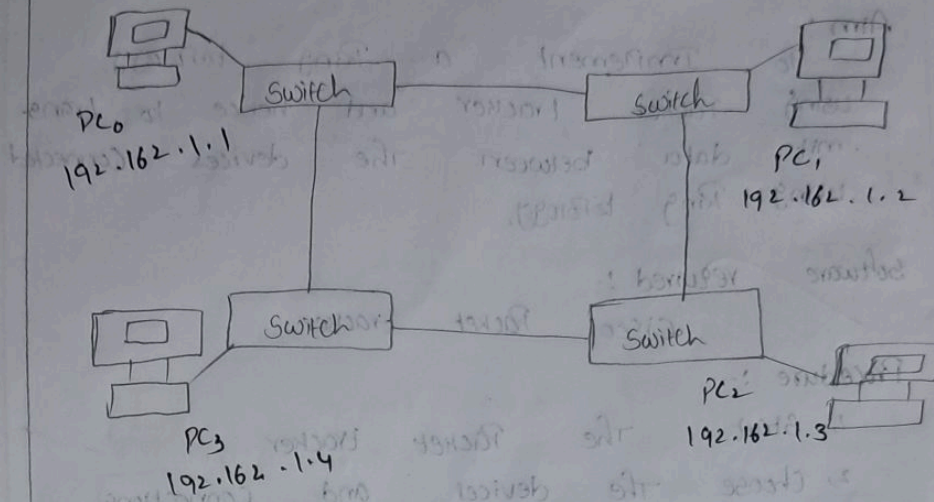 Switch
Switch
PC0
192.162.1.1
PC1
192.162.1.2
Switch
Switch
PC3
192.162.1.4
PC2
192.162.1.3